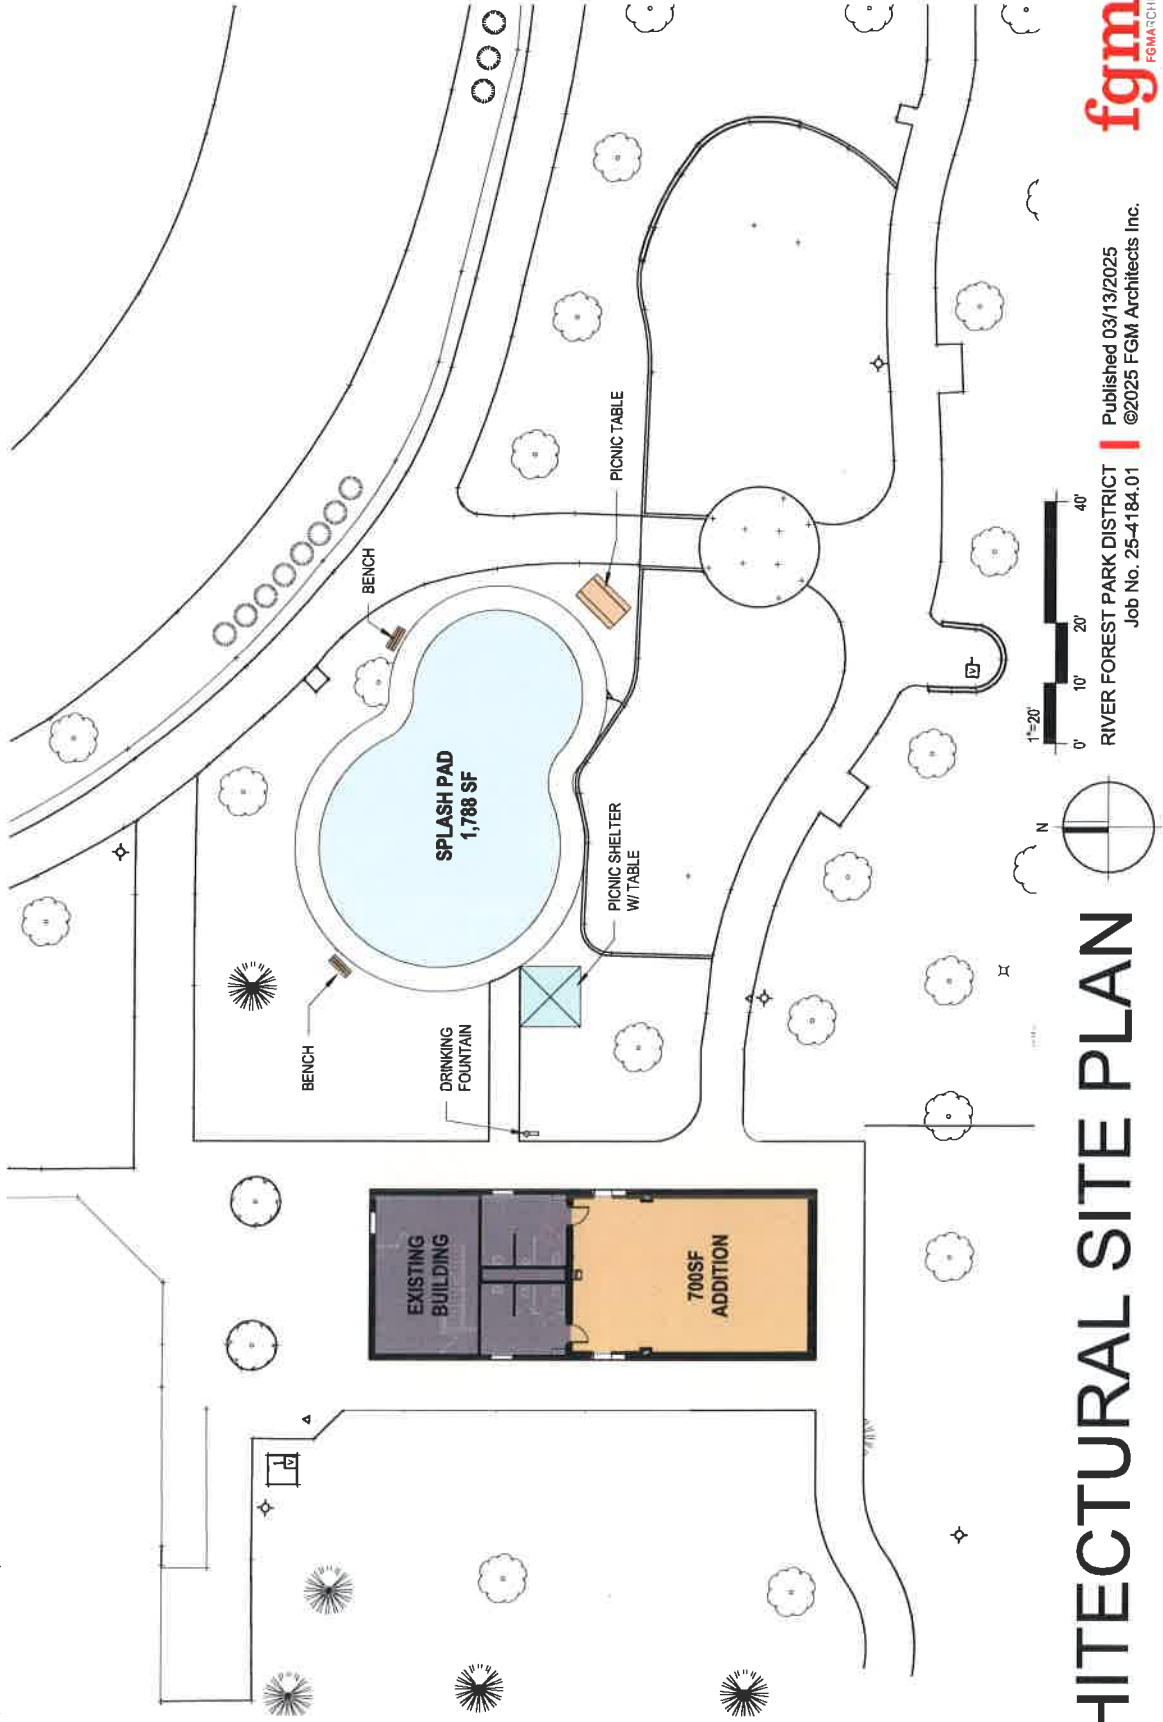 BENCH
BENCH
SPLASH PAD
1,788 SF
DRINKING
FOUNTAIN
PICNIC TABLE
PICNIC SHELTER
W/ TABLE
EXISTING
BUILDING
700SF
ADDITION
V
V
HITECTURAL SITE PLAN
N
1"=20'
0' 10' 20' 40'
RIVER FOREST PARK DISTRICT
Job No. 25-4184.01
Published 03/13/2025
©2025 FGM Architects Inc.
fgm
FGMARCH